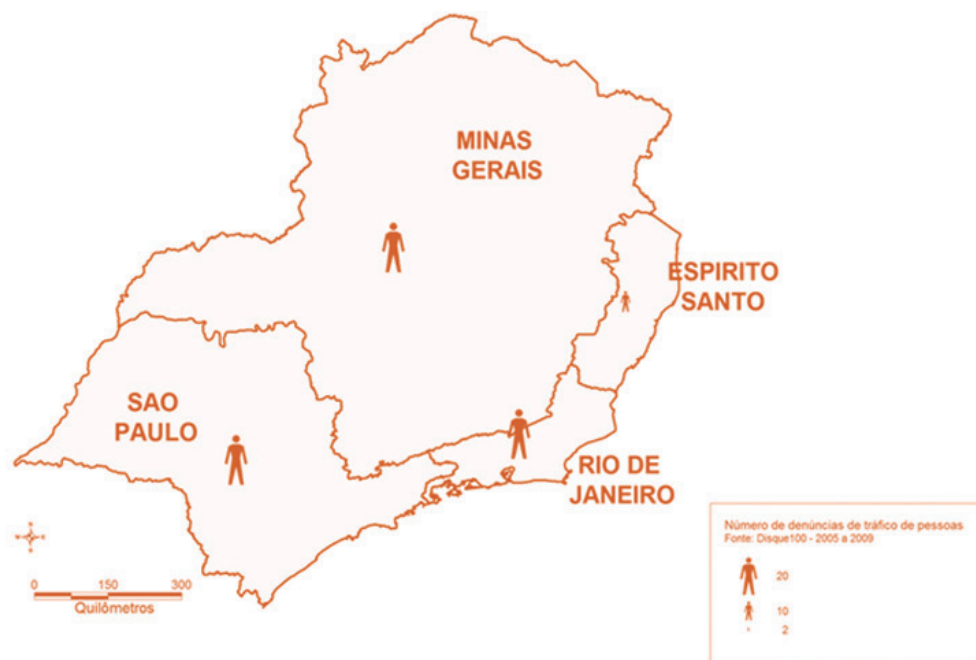 MINAS
GERAIS
ESPIRITO
SANTO
SAO
PAULO
RIO DE
JANEIRO
0 150 300
Quilômetros
Número de denúncias de tráfico de pessoas
Fonte: Disque100 - 2005 a 2009
20
10
2